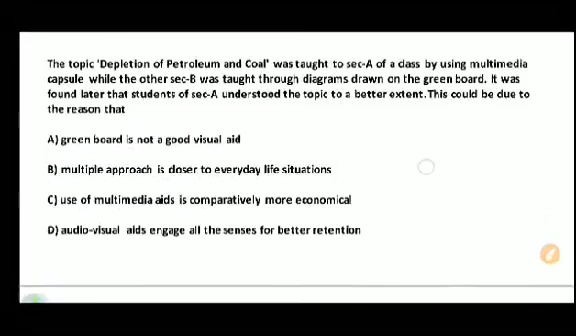 The topic 'Depletion of Petroleum and Coal' was taught to sec-A of a class by using multimedia
capsule while the other sec-B was taught through diagrams drawn on the green board. It was
found later that students of sec-A understood the topic to a better extent.This could be due to
the reason that
A) green board is not a good visual aid
B) multiple approach is closer to everyday life situations
C) use of multimedia aids is comparatively more economical
D) audio-visual aids engage all the senses for better retention